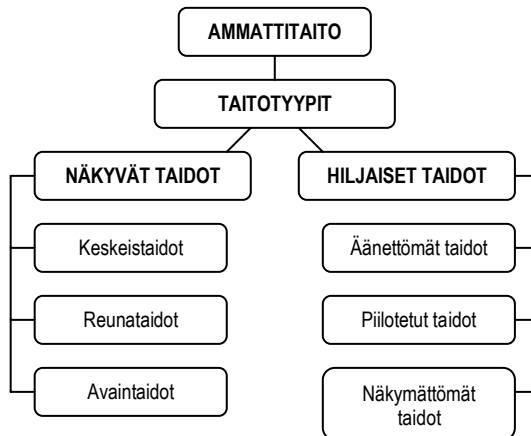 AMMATTITAITO
TAITOTYYPIT
NÄKYVÄT TAIDOT
HILJAISET TAIDOT
Keskeistaidot
Äänettömät taidot
Reunataidot
Piilotetut taidot
Avaintaidot
Näkymättömät
taidot